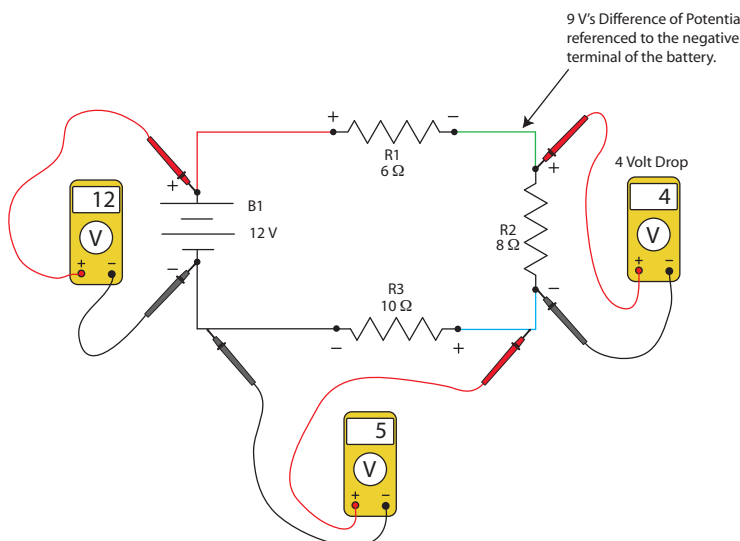 9 V's Difference of Potentia
referenced to the negative
terminal of the battery.
+ −
R1
6 Ω
4 Volt Drop
+
12
V
+ −
+
B1
12 V
−
R2
8 Ω
−
4
V
+ −
R3
10 Ω
− +
5
V
+ −